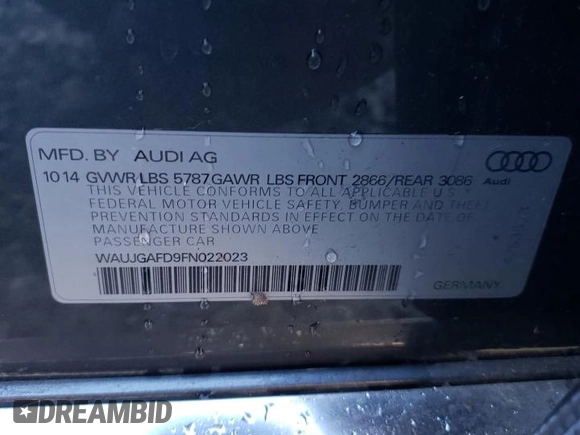 MFD. BY AUDI AG
1014 GVWR LBS 5787 GAWR LBS FRONT 2866/REAR 3086
Audi
THIS VEHICLE CONFORMS TO ALL APPLICABLE U.S.
FEDERAL MOTOR VEHICLE SAFETY, BUMPER AND THEFT
PREVENTION STANDARDS IN EFFECT ON THE DATE OF
MANUFACTURE SHOWN ABOVE
PASSENGER CAR
WAUJGAFD9FN022023
GERMANY
DREAMBID